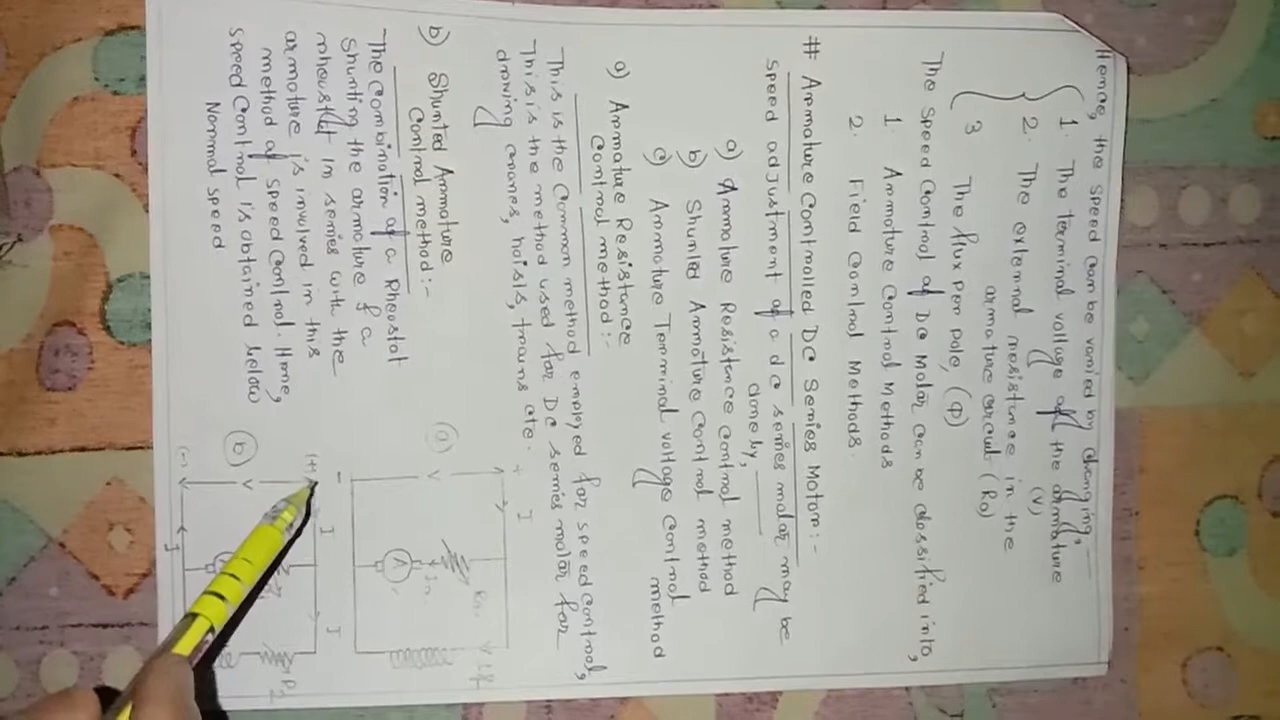 Hence, the speed can be varied by changing :-
1. The terminal voltage of the armature (V)
2. The external resistance in the
armature circuit (Ra)
3 The flux per pole, (Φ)
The speed control of DC Motor can be classified into,
1. Armature Control Methods
2. Field Control Methods.
# Armature Controlled DC Series Motor:-
speed adjustment of a dc series motor may be
done by,
a) Armature Resistence control method
b) Shunted Armature Control method
c) Armature Terminal voltage control
method
a) Armature Resistance
Control method:-
This is the common method employed for speed control,
This is the method used for DC series motor for
driving cranes, hoists, trains etc.
b) Shunted Armature
Control method:-
The combination of a Rheostat
shunting the armature & a
rheostat in series with the
armature is involved in this
method of speed control. Here,
speed control is obtained below
Normal speed
+ I
V
(a)
-
A
(+)
I
I
V
(b)
(-)
I